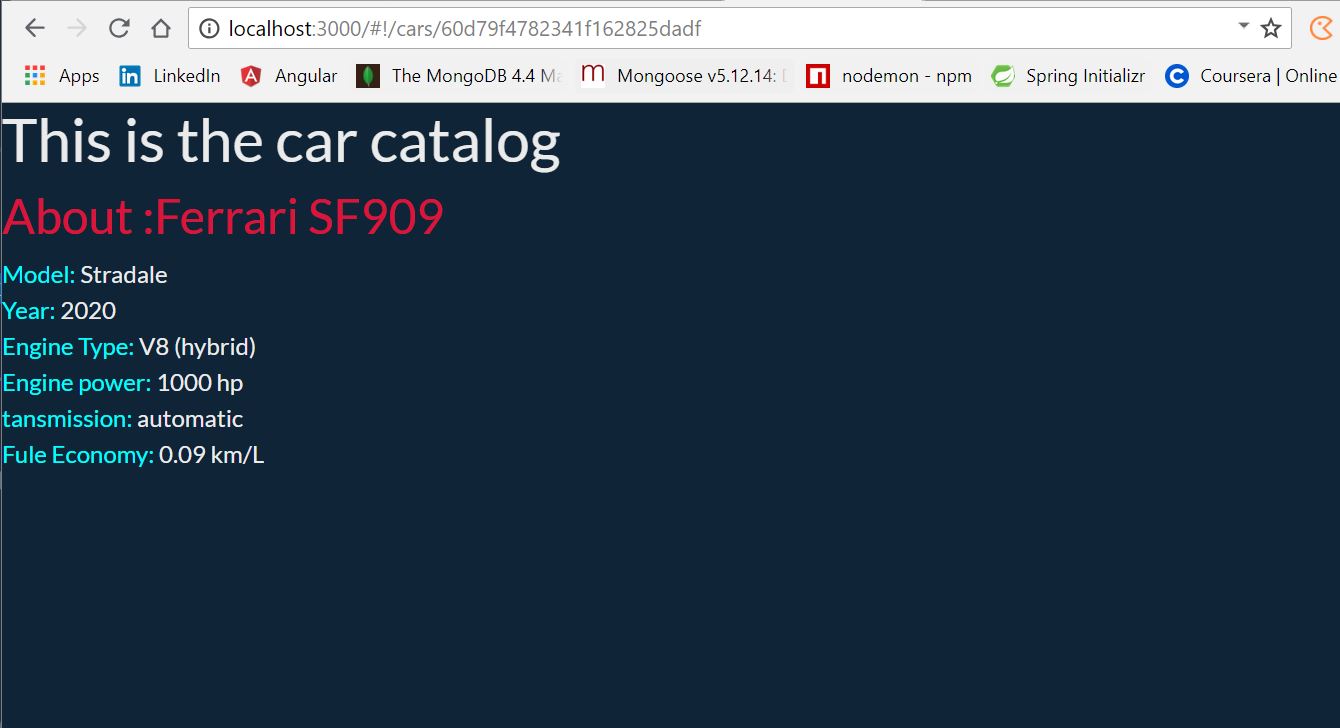 localhost:3000/#!/cars/60d79f4782341f162825dadf
Apps LinkedIn Angular The MongoDB 4.4 Ma Mongoose v5.12.14: D nodemon - npm Spring Initializr Coursera | Online
This is the car catalog
About :Ferrari SF909
Model: Stradale
Year: 2020
Engine Type: V8 (hybrid)
Engine power: 1000 hp
tansmission: automatic
Fule Economy: 0.09 km/L